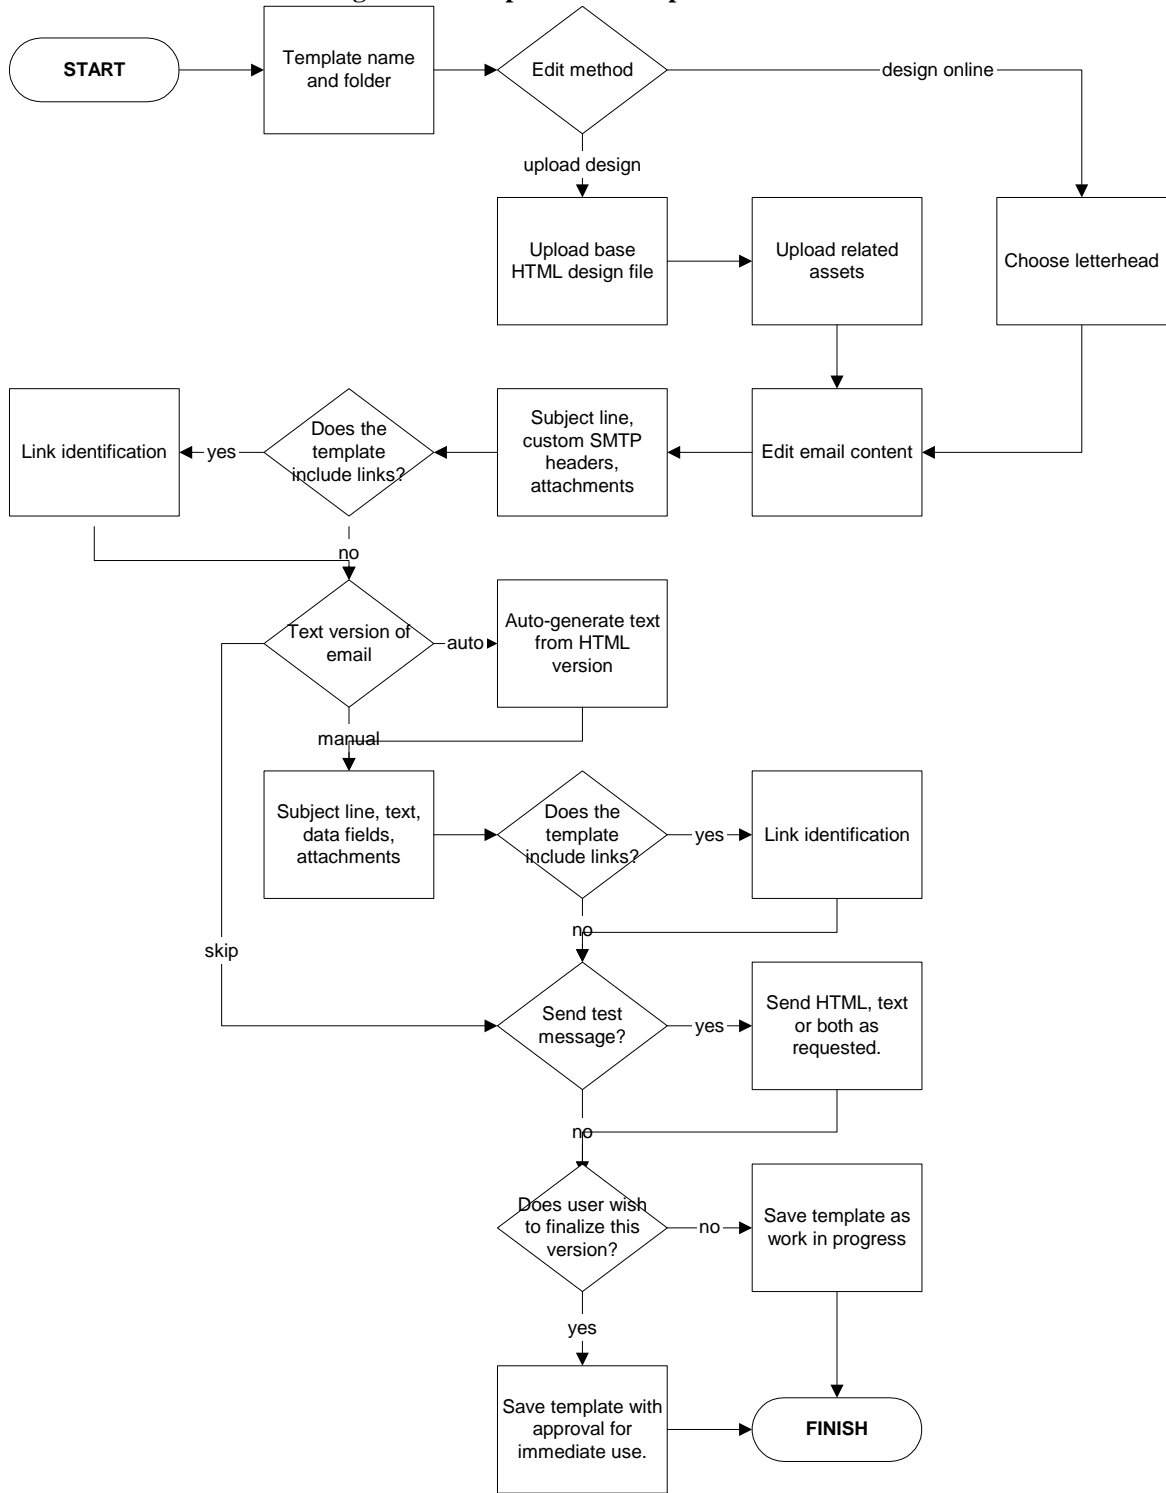 START
Template name
and folder
Edit method
design online
upload design
Upload base
HTML design file
Upload related
assets
Choose letterhead
Link identification
yes
Does the
template
include links?
Subject line,
custom SMTP
headers,
attachments
Edit email content
no
Text version of
email
auto
Auto-generate text
from HTML
version
manual
Subject line, text,
data fields,
attachments
Does the
template
include links?
yes
Link identification
no
skip
Send test
message?
yes
Send HTML, text
or both as
requested.
no
Does user wish
to finalize this
version?
no
Save template as
work in progress
yes
Save template with
approval for
immediate use.
FINISH